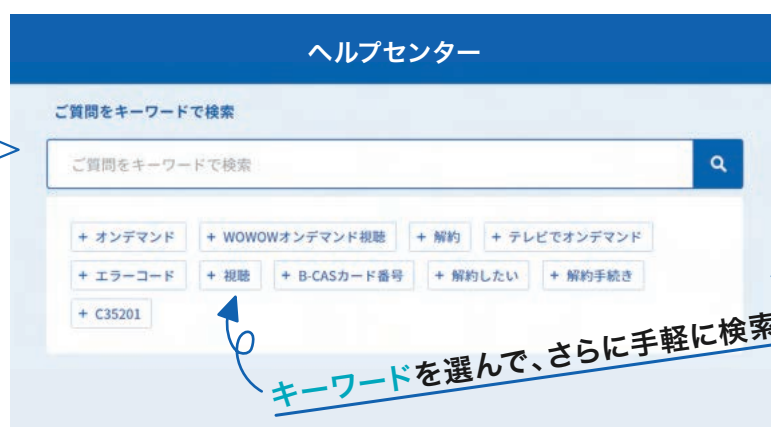 ヘルプセンター
ご質問をキーワードで検索
ご質問をキーワードで検索
+ オンデマンド + WOWOWオンデマンド視聴 + 解約 + テレビでオンデマンド
+ エラーコード + 視聴 + B-CASカード番号 + 解約したい + 解約手続き
+ C35201
キーワードを選んで、さらに手軽に検索